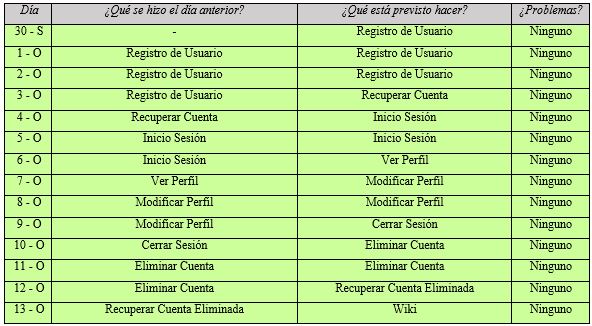 Día ¿Qué se hizo el día anterior? ¿Qué está previsto hacer? ¿Problemas?
30 - S - Registro de Usuario Ninguno
1 - O Registro de Usuario Registro de Usuario Ninguno
2 - O Registro de Usuario Registro de Usuario Ninguno
3 - O Registro de Usuario Recuperar Cuenta Ninguno
4 - O Recuperar Cuenta Inicio Sesión Ninguno
5 - O Inicio Sesión Inicio Sesión Ninguno
6 - O Inicio Sesión Ver Perfil Ninguno
7 - O Ver Perfil Modificar Perfil Ninguno
8 - O Modificar Perfil Modificar Perfil Ninguno
9 - O Modificar Perfil Cerrar Sesión Ninguno
10 - O Cerrar Sesión Eliminar Cuenta Ninguno
11 - O Eliminar Cuenta Eliminar Cuenta Ninguno
12 - O Eliminar Cuenta Recuperar Cuenta Eliminada Ninguno
13 - O Recuperar Cuenta Eliminada Wiki Ninguno